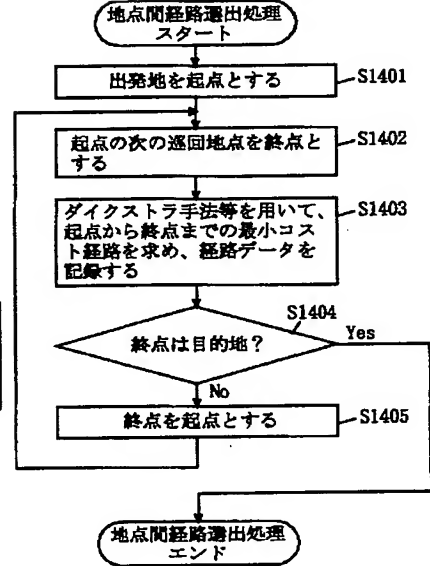 地点間経路選出処理
スタート
出発地を起点とする
S1401
起点の次の巡回地点を終点と
する
S1402
ダイクストラ手法等を用いて、
起点から終点までの最小コス
ト経路を求め、経路データを
記録する
S1403
S1404
終点は目的地?
Yes
No
終点を起点とする
S1405
地点間経路選出処理
エンド